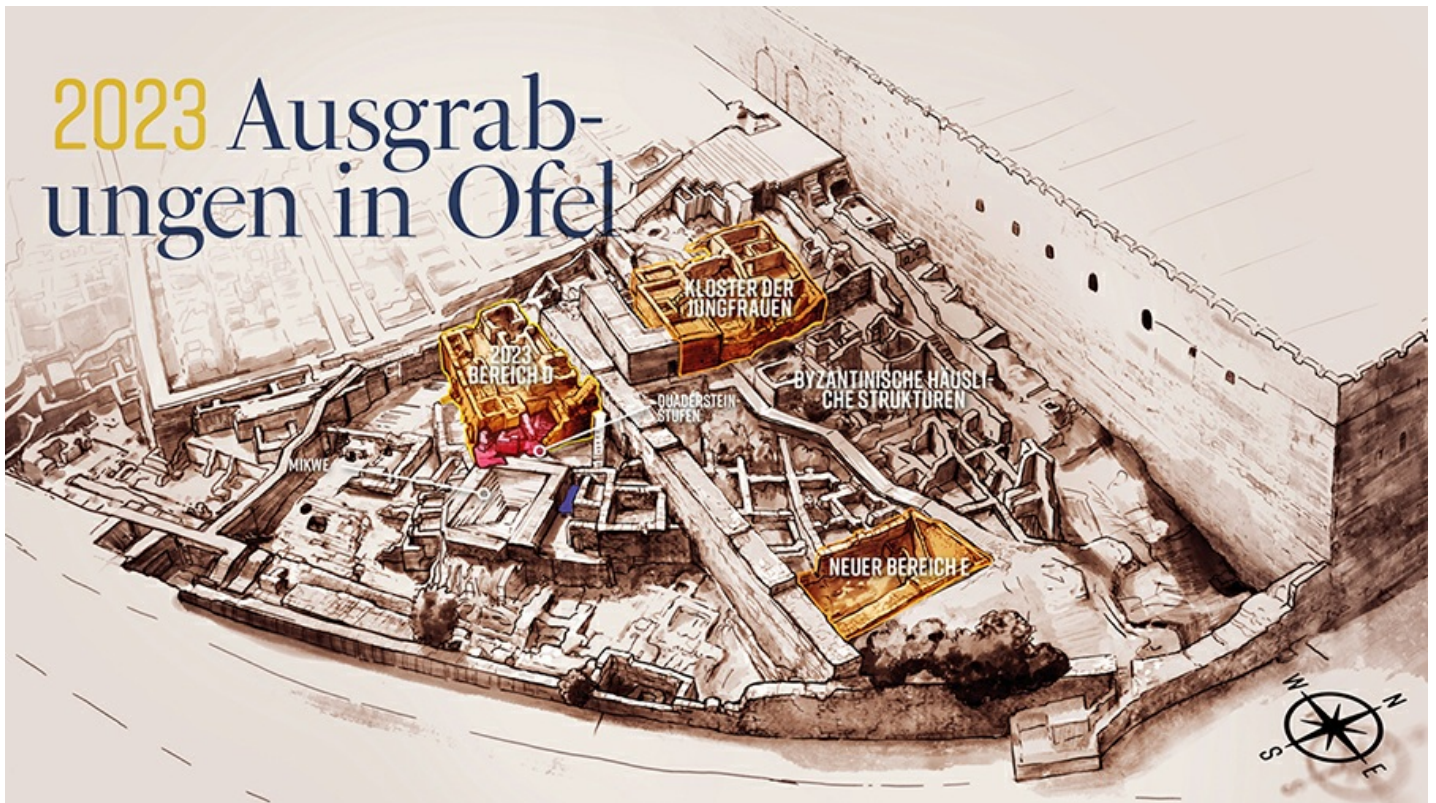 2023 Ausgrab-
ungen in Ofel
KLOSTER DER
JUNGFRAUEN
2023
BEREICH D
BYZANTINISCHE HÄUSLI-
CHE STRUKTUREN
QUADERSTEIN-
STUFEN
MIKWE
NEUER BEREICH E
W
N
S
E